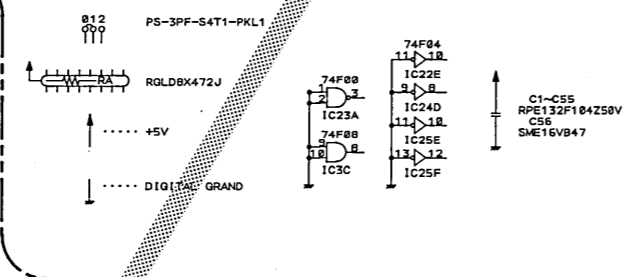 012
PS-3PF-S4T1-PKL1
RA
RGLD8X472J
+5V
DIGITAL GRAND
74F00
1
2
3
IC23A
74F08
9
10
8
IC3C
74F04
11 10
IC22E
9 8
IC24D
11 10
IC25E
13 12
IC25F
C1~C55
RPE132F104Z50V
C56
SME16VB47